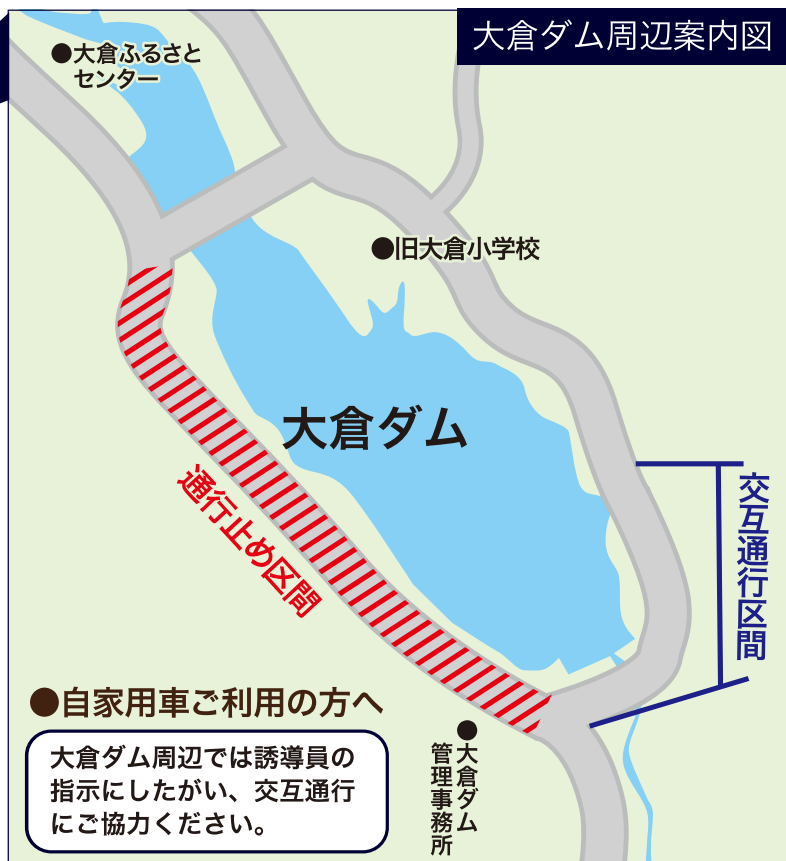 大倉ダム周辺案内図
●大倉ふるさと
センター
●旧大倉小学校
大倉ダム
通行止め区間
交互通行区間
●自家用車ご利用の方へ
大倉ダム周辺では誘導員の
指示にしたがい、交互通行
にご協力ください。
●大倉ダム
管理事務所